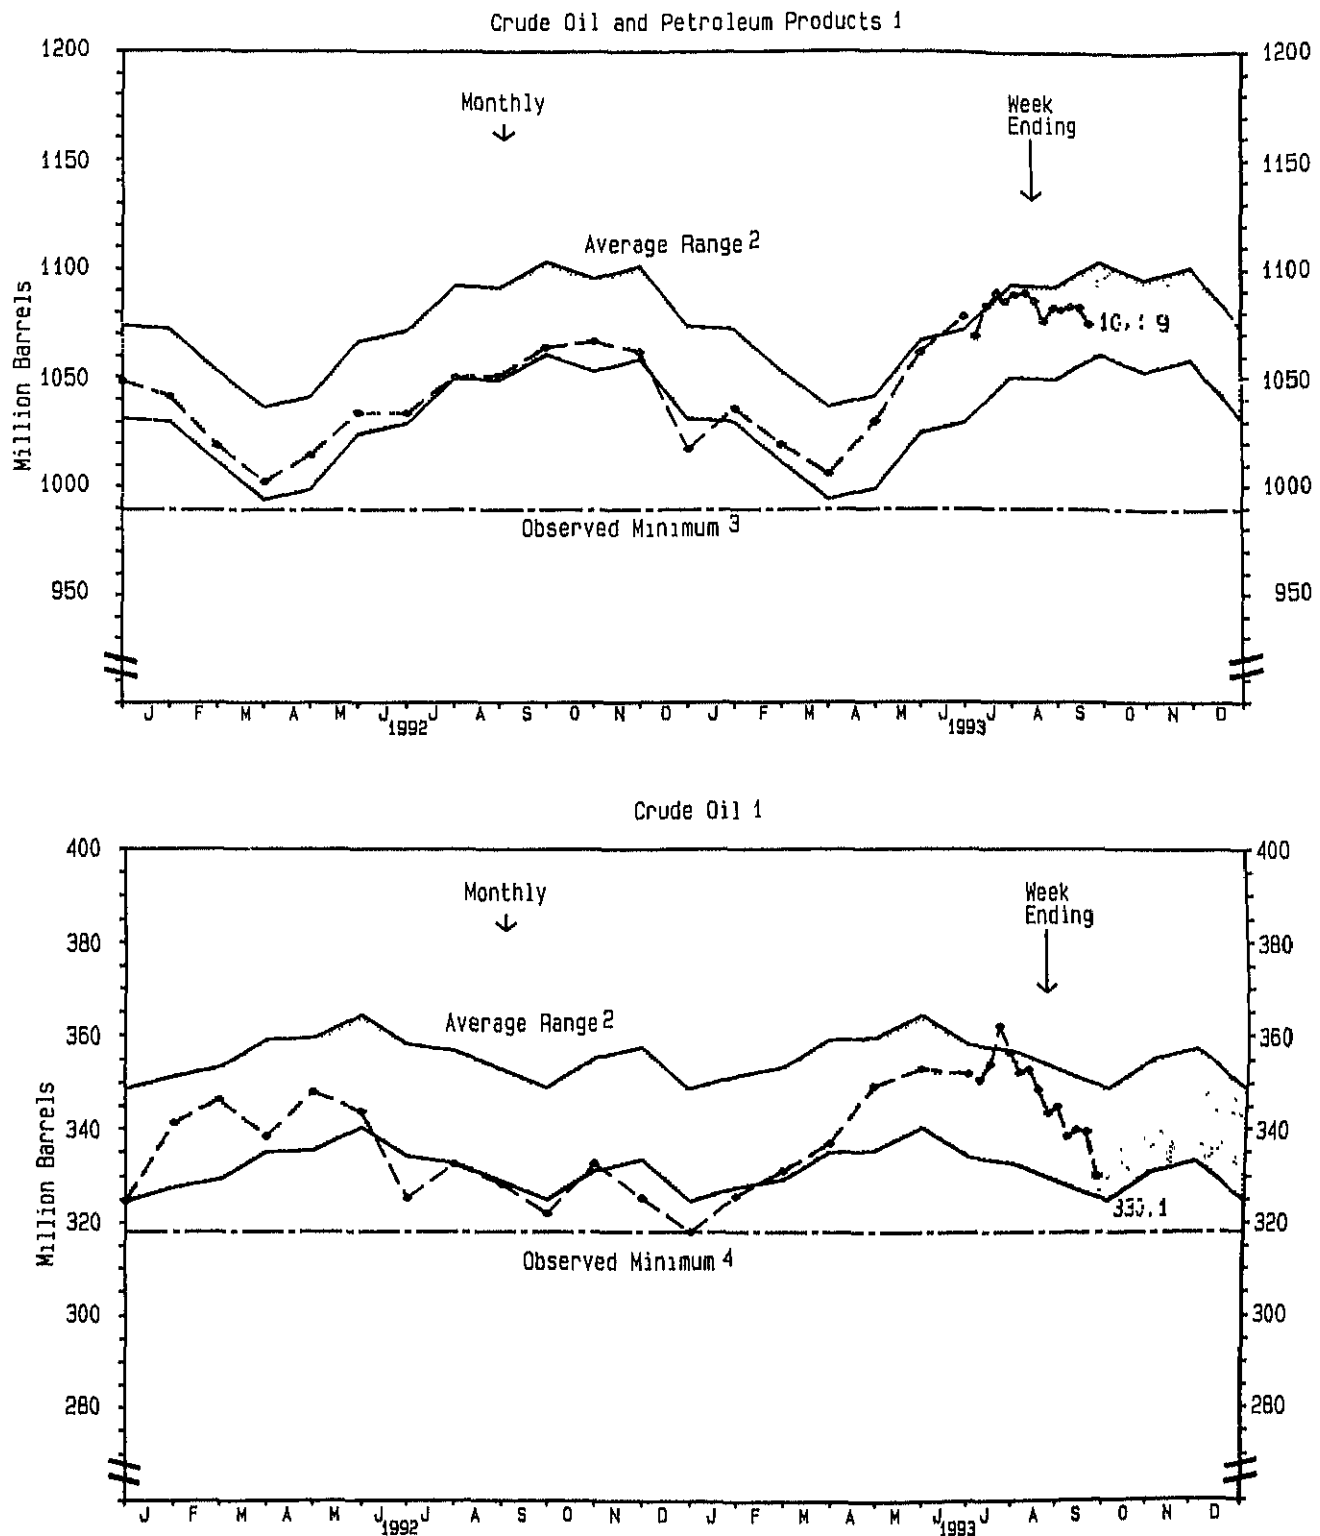 Crude Oil and Petroleum Products 1
1200 1200
Monthly
Week
Ending
1150 1150
Average Range 2
1100 1100
1050 1050
1000 1000
Observed Minimum 3
950 950
Million Barrels
J F M A M J J A S O N D J F M A M J J A S O N D
1992 1993
Crude Oil 1
400 400
Monthly
Week
Ending
380 380
Average Range 2
360 360
340 340
320 320
Observed Minimum 4
300 300
280 280
Million Barrels
J F M A M J J A S O N D J F M A M J J A S O N D
1992 1993